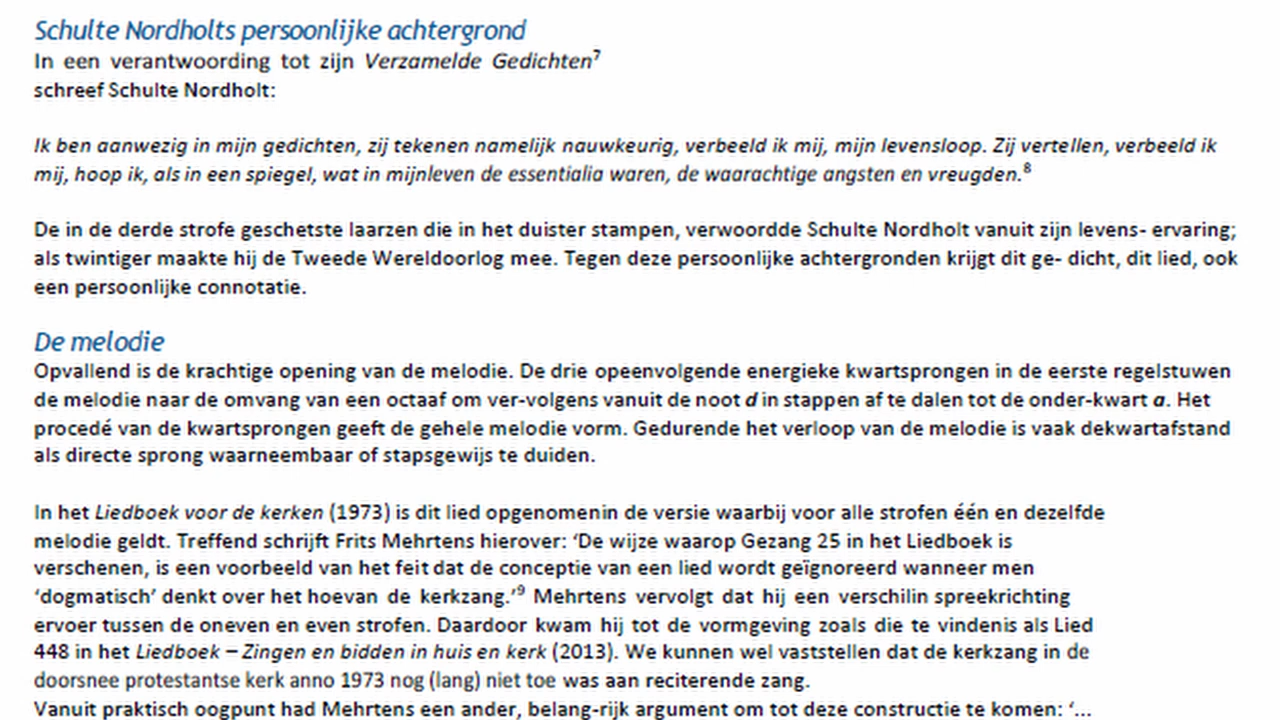 Schulte Nordholts persoonlijke achtergrond
In een verantwoording tot zijn Verzamelde Gedichten⁷
schreef Schulte Nordholt:
Ik ben aanwezig in mijn gedichten, zij tekenen namelijk nauwkeurig, verbeeld ik mij, mijn levensloop. Zij vertellen, verbeeld ik
mij, hoop ik, als in een spiegel, wat in mijnleven de essentialia waren, de waarachtige angsten en vreugden.⁸
De in de derde strofe geschetste laarzen die in het duister stampen, verwoordde Schulte Nordholt vanuit zijn levens- ervaring;
als twintiger maakte hij de Tweede Wereldoorlog mee. Tegen deze persoonlijke achtergronden krijgt dit ge- dicht, dit lied, ook
een persoonlijke connotatie.
De melodie
Opvallend is de krachtige opening van de melodie. De drie opeenvolgende energieke kwartsprongen in de eerste regelstuwen
de melodie naar de omvang van een octaaf om ver-volgens vanuit de noot d in stappen af te dalen tot de onder-kwart a. Het
procedé van de kwartsprongen geeft de gehele melodie vorm. Gedurende het verloop van de melodie is vaak dekwartafstand
als directe sprong waarneembaar of stapsgewijs te duiden.
In het Liedboek voor de kerken (1973) is dit lied opgenomenin de versie waarbij voor alle strofen één en dezelfde
melodie geldt. Treffend schrijft Frits Mehrtens hierover: ‘De wijze waarop Gezang 25 in het Liedboek is
verschenen, is een voorbeeld van het feit dat de conceptie van een lied wordt geïgnoreerd wanneer men
‘dogmatisch’ denkt over het hoevan de kerkzang.’⁹ Mehrtens vervolgt dat hij een verschilin spreekrichting
ervoer tussen de oneven en even strofen. Daardoor kwam hij tot de vormgeving zoals die te vindenis als Lied
448 in het Liedboek – Zingen en bidden in huis en kerk (2013). We kunnen wel vaststellen dat de kerkzang in de
doorsnee protestantse kerk anno 1973 nog (lang) niet toe was aan reciterende zang.
Vanuit praktisch oogpunt had Mehrtens een ander, belang-rijk argument om tot deze constructie te komen: ‘...